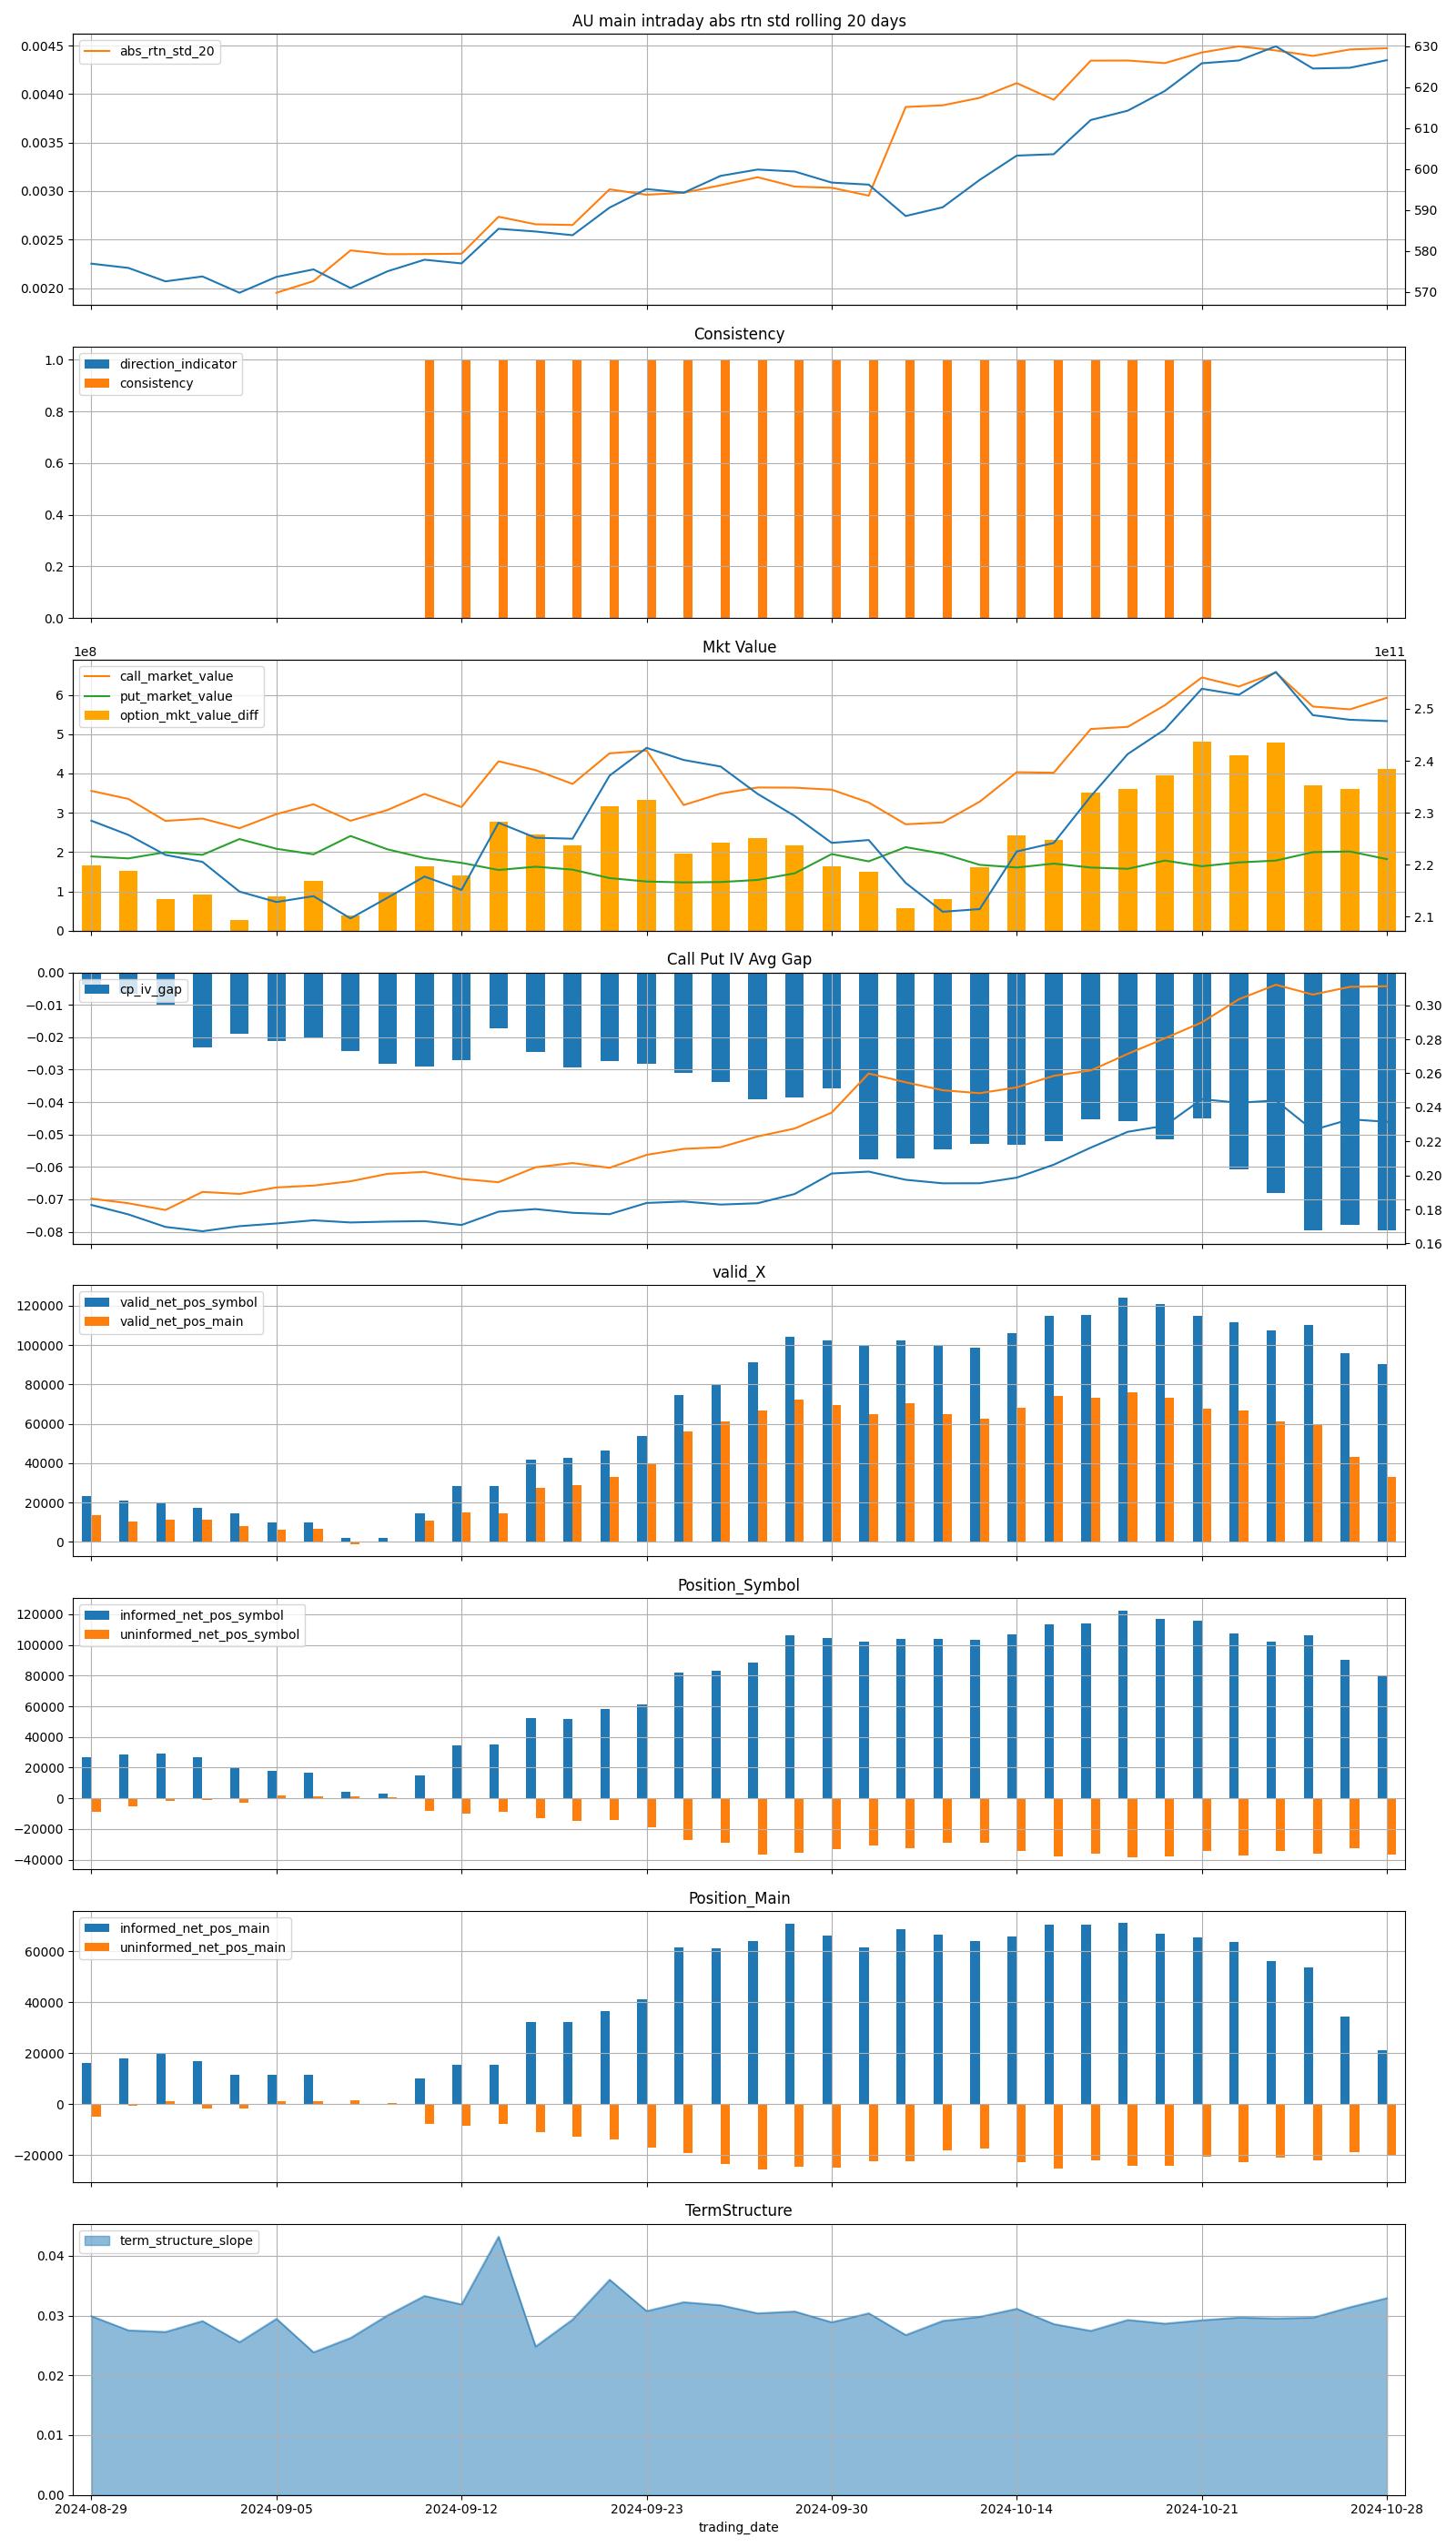 AU main intraday abs rtn std rolling 20 days
abs_rtn_std_20
0.0045
0.0040
0.0035
0.0030
0.0025
0.0020
630
620
610
600
590
580
570
Consistency
direction_indicator
consistency
1.0
0.8
0.6
0.4
0.2
0.0
Mkt Value
1e8
1e11
call_market_value
put_market_value
option_mkt_value_diff
6
5
4
3
2
1
0
2.5
2.4
2.3
2.2
2.1
Call Put IV Avg Gap
cp_iv_gap
0.00
−0.01
−0.02
−0.03
−0.04
−0.05
−0.06
−0.07
−0.08
0.30
0.28
0.26
0.24
0.22
0.20
0.18
0.16
valid_X
valid_net_pos_symbol
valid_net_pos_main
120000
100000
80000
60000
40000
20000
0
Position_Symbol
informed_net_pos_symbol
uninformed_net_pos_symbol
120000
100000
80000
60000
40000
20000
0
−20000
−40000
Position_Main
informed_net_pos_main
uninformed_net_pos_main
60000
40000
20000
0
−20000
TermStructure
term_structure_slope
0.04
0.03
0.02
0.01
0.00
2024-08-29 2024-09-05 2024-09-12 2024-09-23 2024-09-30 2024-10-14 2024-10-21 2024-10-28
trading_date